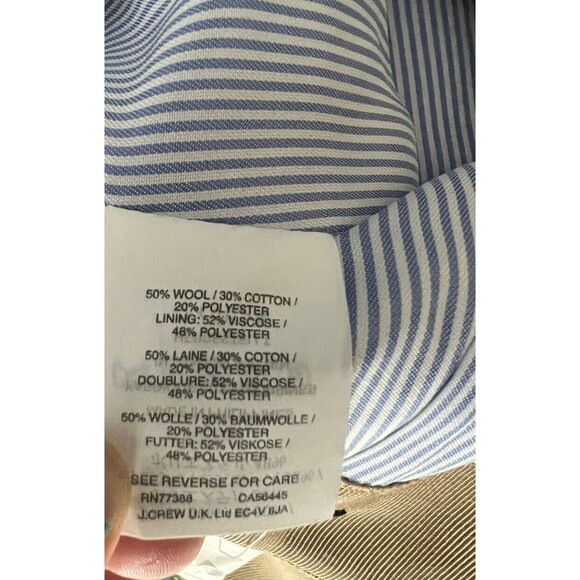 50% WOOL / 30% COTTON /
20% POLYESTER
LINING: 52% VISCOSE /
48% POLYESTER
50% LAINE / 30% COTON /
20% POLYESTER
DOUBLURE: 52% VISCOSE /
48% POLYESTER
50% WOLLE / 30% BAUMWOLLE /
20% POLYESTER
FUTTER: 52% VISKOSE /
48% POLYESTER
SEE REVERSE FOR CARE
RN77388 CA56445
J.CREW U.K. Ltd EC4V 6JA